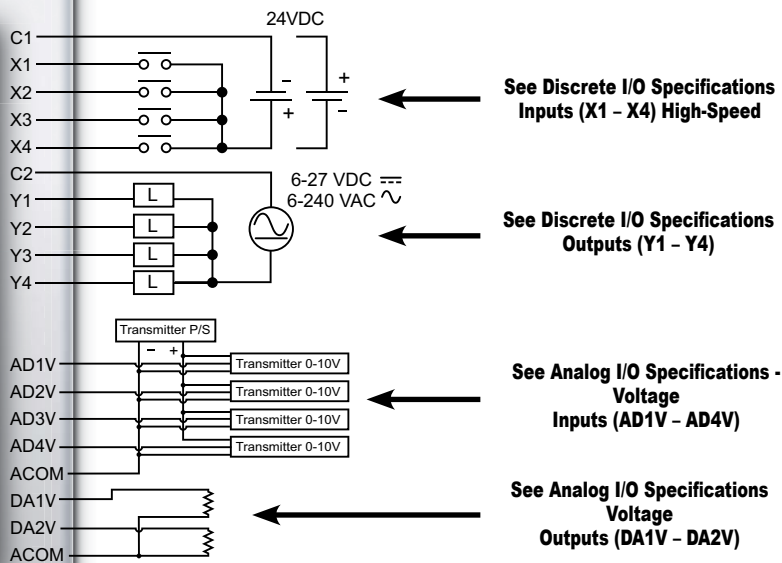 24VDC
C1
X1
X2
X3
X4
- +
+ -
See Discrete I/O Specifications
Inputs (X1 – X4) High-Speed
C2
Y1 L
Y2 L
Y3 L
Y4 L
6-27 VDC
6-240 VAC
See Discrete I/O Specifications
Outputs (Y1 – Y4)
Transmitter P/S
- +
AD1V Transmitter 0-10V
AD2V Transmitter 0-10V
AD3V Transmitter 0-10V
AD4V Transmitter 0-10V
ACOM
See Analog I/O Specifications -
Voltage
Inputs (AD1V – AD4V)
DA1V
DA2V
ACOM
See Analog I/O Specifications
Voltage
Outputs (DA1V – DA2V)